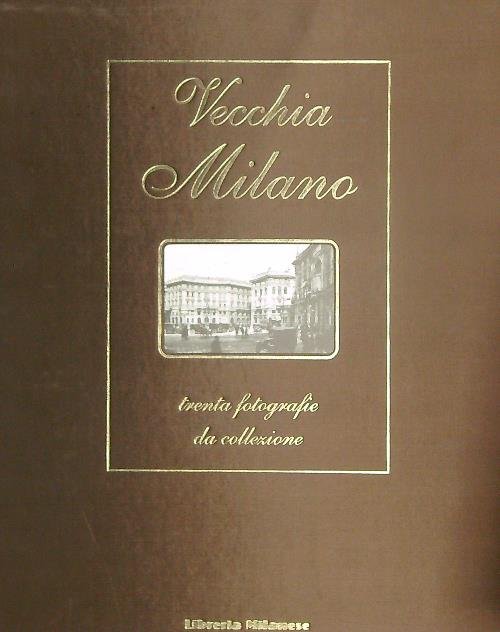 Vecchia
Milano
trenta fotografie
da collezione
Libreria Milanese